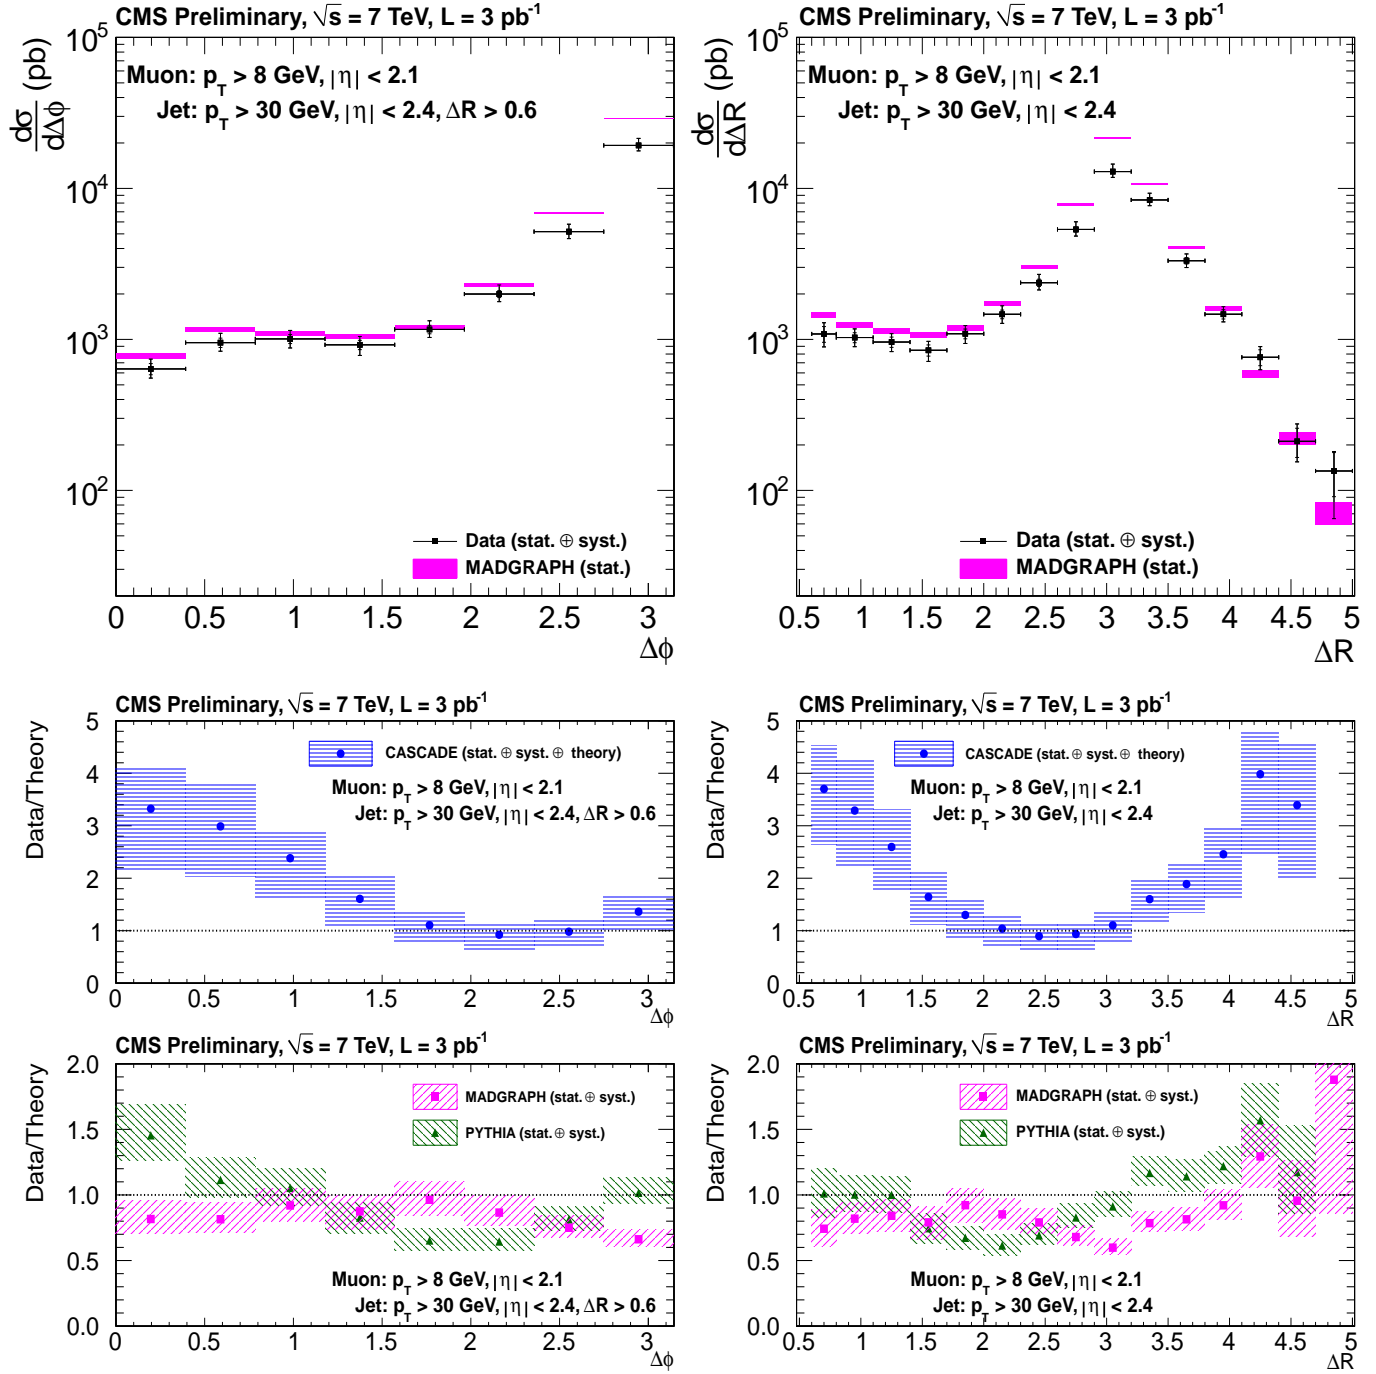 CMS Preliminary, √s = 7 TeV, L = 3 pb⁻¹
dσ/dΔϕ (pb)
10⁵
10⁴
10³
10²
Muon: p_T > 8 GeV, |η| < 2.1
Jet: p_T > 30 GeV, |η| < 2.4, ΔR > 0.6
Data (stat. ⊕ syst.)
MADGRAPH (stat.)
0 0.5 1 1.5 2 2.5 3
Δϕ
CMS Preliminary, √s = 7 TeV, L = 3 pb⁻¹
dσ/dΔR (pb)
10⁵
10⁴
10³
10²
Muon: p_T > 8 GeV, |η| < 2.1
Jet: p_T > 30 GeV, |η| < 2.4
Data (stat. ⊕ syst.)
MADGRAPH (stat.)
0.5 1 1.5 2 2.5 3 3.5 4 4.5 5
ΔR
CMS Preliminary, √s = 7 TeV, L = 3 pb⁻¹
Data/Theory
5
4
3
2
1
0
CASCADE (stat. ⊕ syst. ⊕ theory)
Muon: p_T > 8 GeV, |η| < 2.1
Jet: p_T > 30 GeV, |η| < 2.4, ΔR > 0.6
0 0.5 1 1.5 2 2.5 3
Δϕ
CMS Preliminary, √s = 7 TeV, L = 3 pb⁻¹
Data/Theory
5
4
3
2
1
0
CASCADE (stat. ⊕ syst. ⊕ theory)
Muon: p_T > 8 GeV, |η| < 2.1
Jet: p_T > 30 GeV, |η| < 2.4
0.5 1 1.5 2 2.5 3 3.5 4 4.5 5
ΔR
CMS Preliminary, √s = 7 TeV, L = 3 pb⁻¹
Data/Theory
2.0
1.5
1.0
0.5
0.0
MADGRAPH (stat. ⊕ syst.)
PYTHIA (stat. ⊕ syst.)
Muon: p_T > 8 GeV, |η| < 2.1
Jet: p_T > 30 GeV, |η| < 2.4, ΔR > 0.6
0 0.5 1 1.5 2 2.5 3
Δϕ
CMS Preliminary, √s = 7 TeV, L = 3 pb⁻¹
Data/Theory
2.0
1.5
1.0
0.5
0.0
MADGRAPH (stat. ⊕ syst.)
PYTHIA (stat. ⊕ syst.)
Muon: p_T > 8 GeV, |η| < 2.1
Jet: p_T > 30 GeV, |η| < 2.4
0.5 1 1.5 2 2.5 3 3.5 4 4.5 5
ΔR